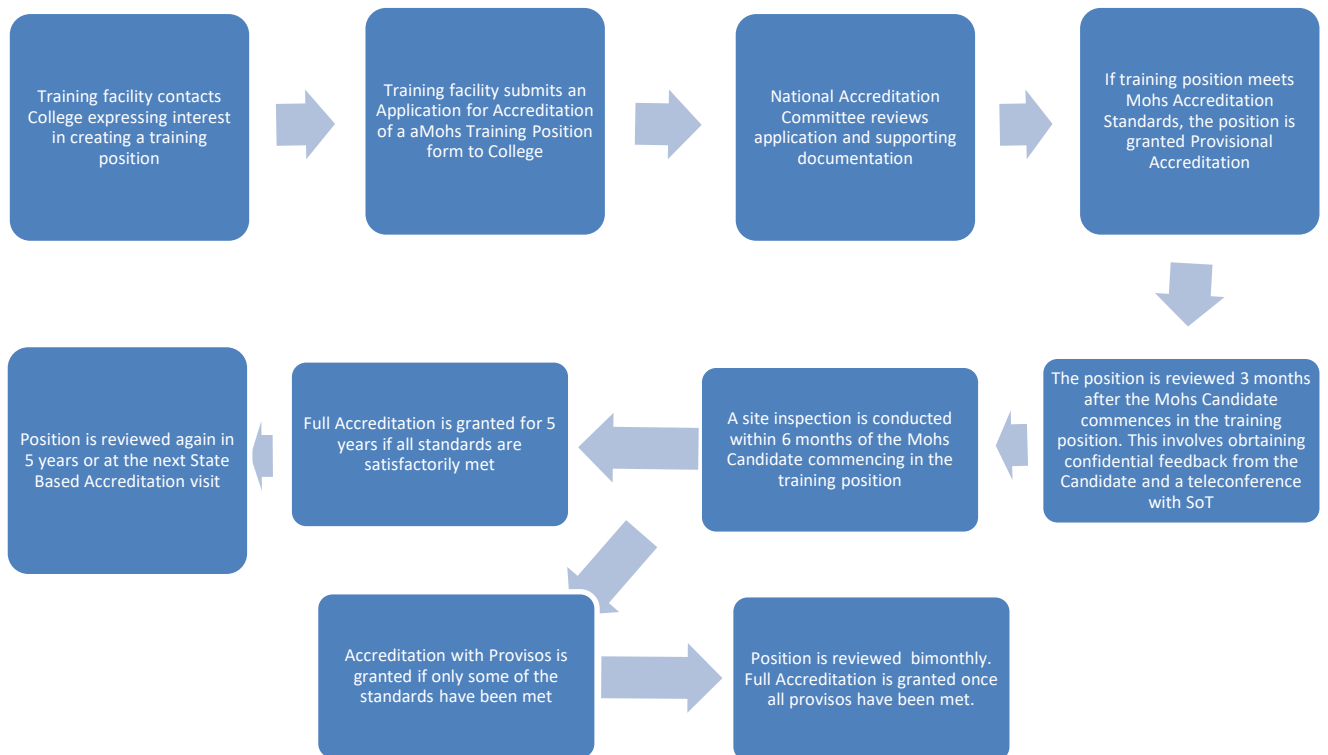 Training facility contacts
College expressing interest
in creating a training
position
Training facility submits an
Application for Accreditation
of a aMohs Training Position
form to College
National Accreditation
Committee reviews
application and supporting
documentation
If training position meets
Mohs Accreditation
Standards, the position is
granted Provisional
Accreditation
The position is reviewed 3 months
after the Mohs Candidate
commences in the training
position. This involves obrtaining
confidential feedback from the
Candidate and a teleconference
with SoT
A site inspection is conducted
within 6 months of the Mohs
Candidate commencing in the
training position
Full Accreditation is granted for 5
years if all standards are
satisfactorily met
Position is reviewed again in
5 years or at the next State
Based Accreditation visit
Accreditation with Provisos is
granted if only some of the
standards have been met
Position is reviewed bimonthly.
Full Accreditation is granted once
all provisos have been met.